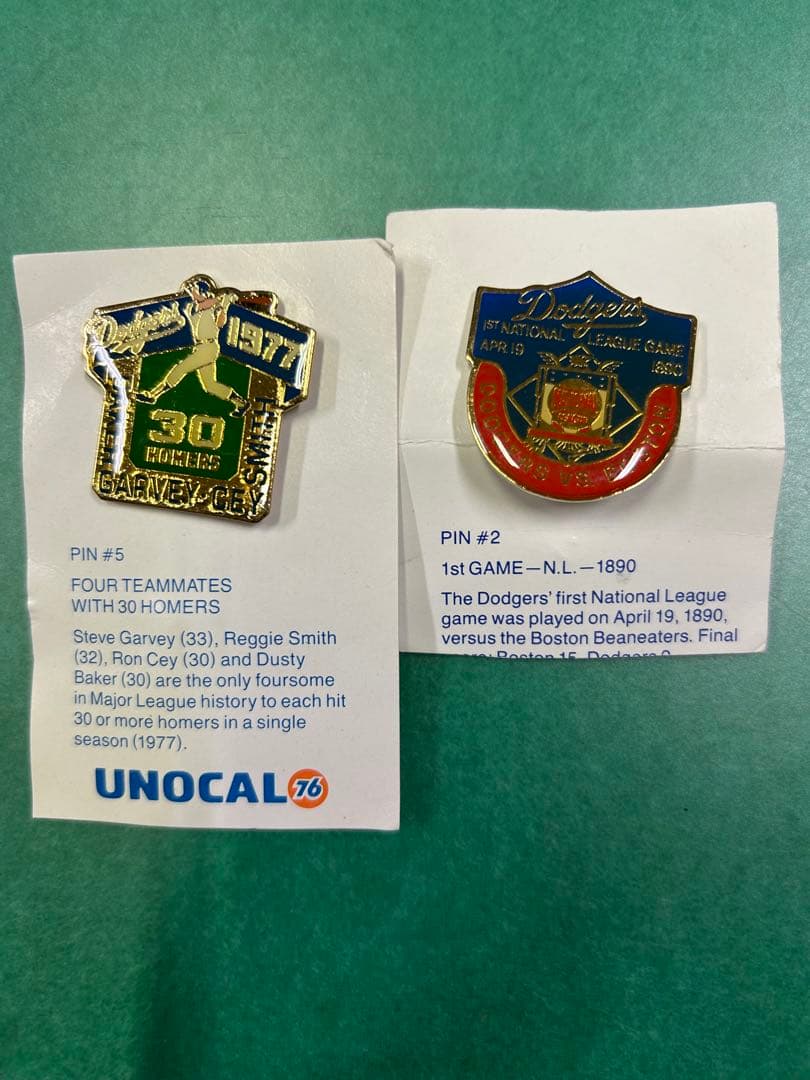 Dodgers
1977
30
HOMERS
GARVEY-CEY
SMITH
PIN #5
FOUR TEAMMATES
WITH 30 HOMERS
Steve Garvey (33), Reggie Smith
(32), Ron Cey (30) and Dusty
Baker (30) are the only foursome
in Major League history to each hit
30 or more homers in a single
season (1977).
UNOCAL 76
Dodgers
1ST NATIONAL LEAGUE GAME
APR. 19 1890
VS.
PIN #2
1st GAME—N.L.—1890
The Dodgers' first National League
game was played on April 19, 1890,
versus the Boston Beaneaters. Final
Boston 15, Dodgers